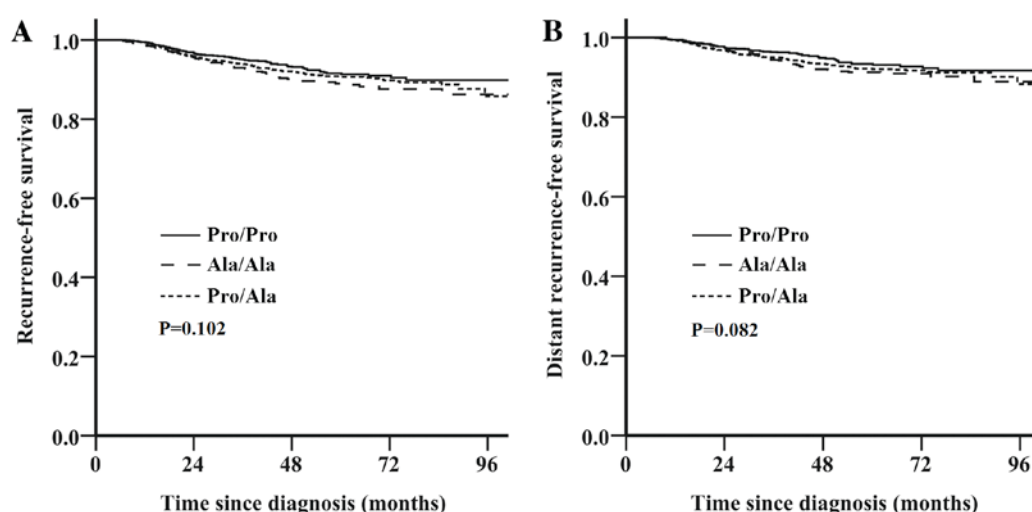 A
Recurrence-free survival
1.0
0.8
0.6
0.4
0.2
0.0
Pro/Pro
Ala/Ala
Pro/Ala
P=0.102
0 24 48 72 96
Time since diagnosis (months)
B
Distant recurrence-free survival
1.0
0.8
0.6
0.4
0.2
0.0
Pro/Pro
Ala/Ala
Pro/Ala
P=0.082
0 24 48 72 96
Time since diagnosis (months)